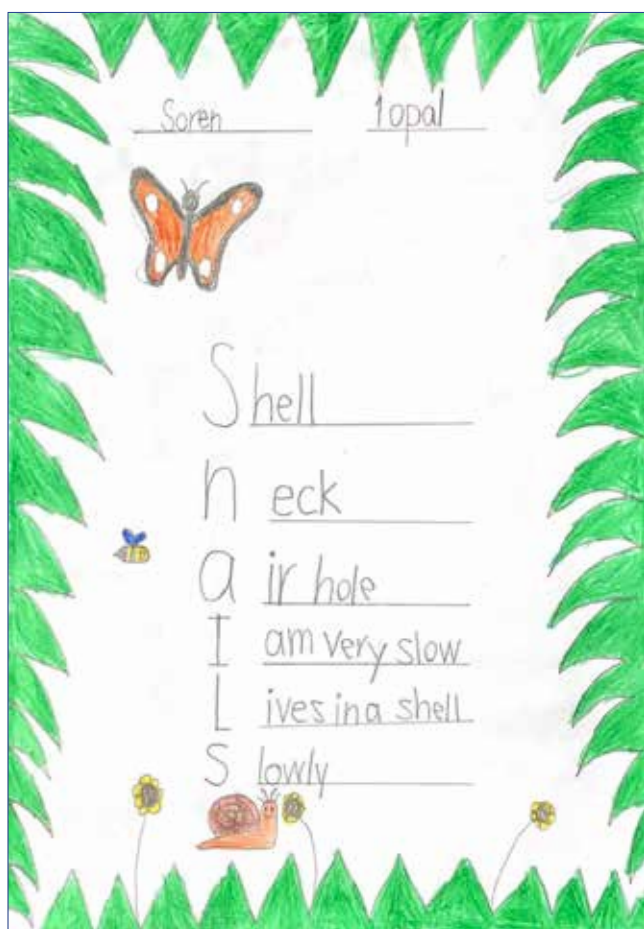 Soren 1opal
Shell
neck
air hole
I am very slow
Lives in a shell
Slowly